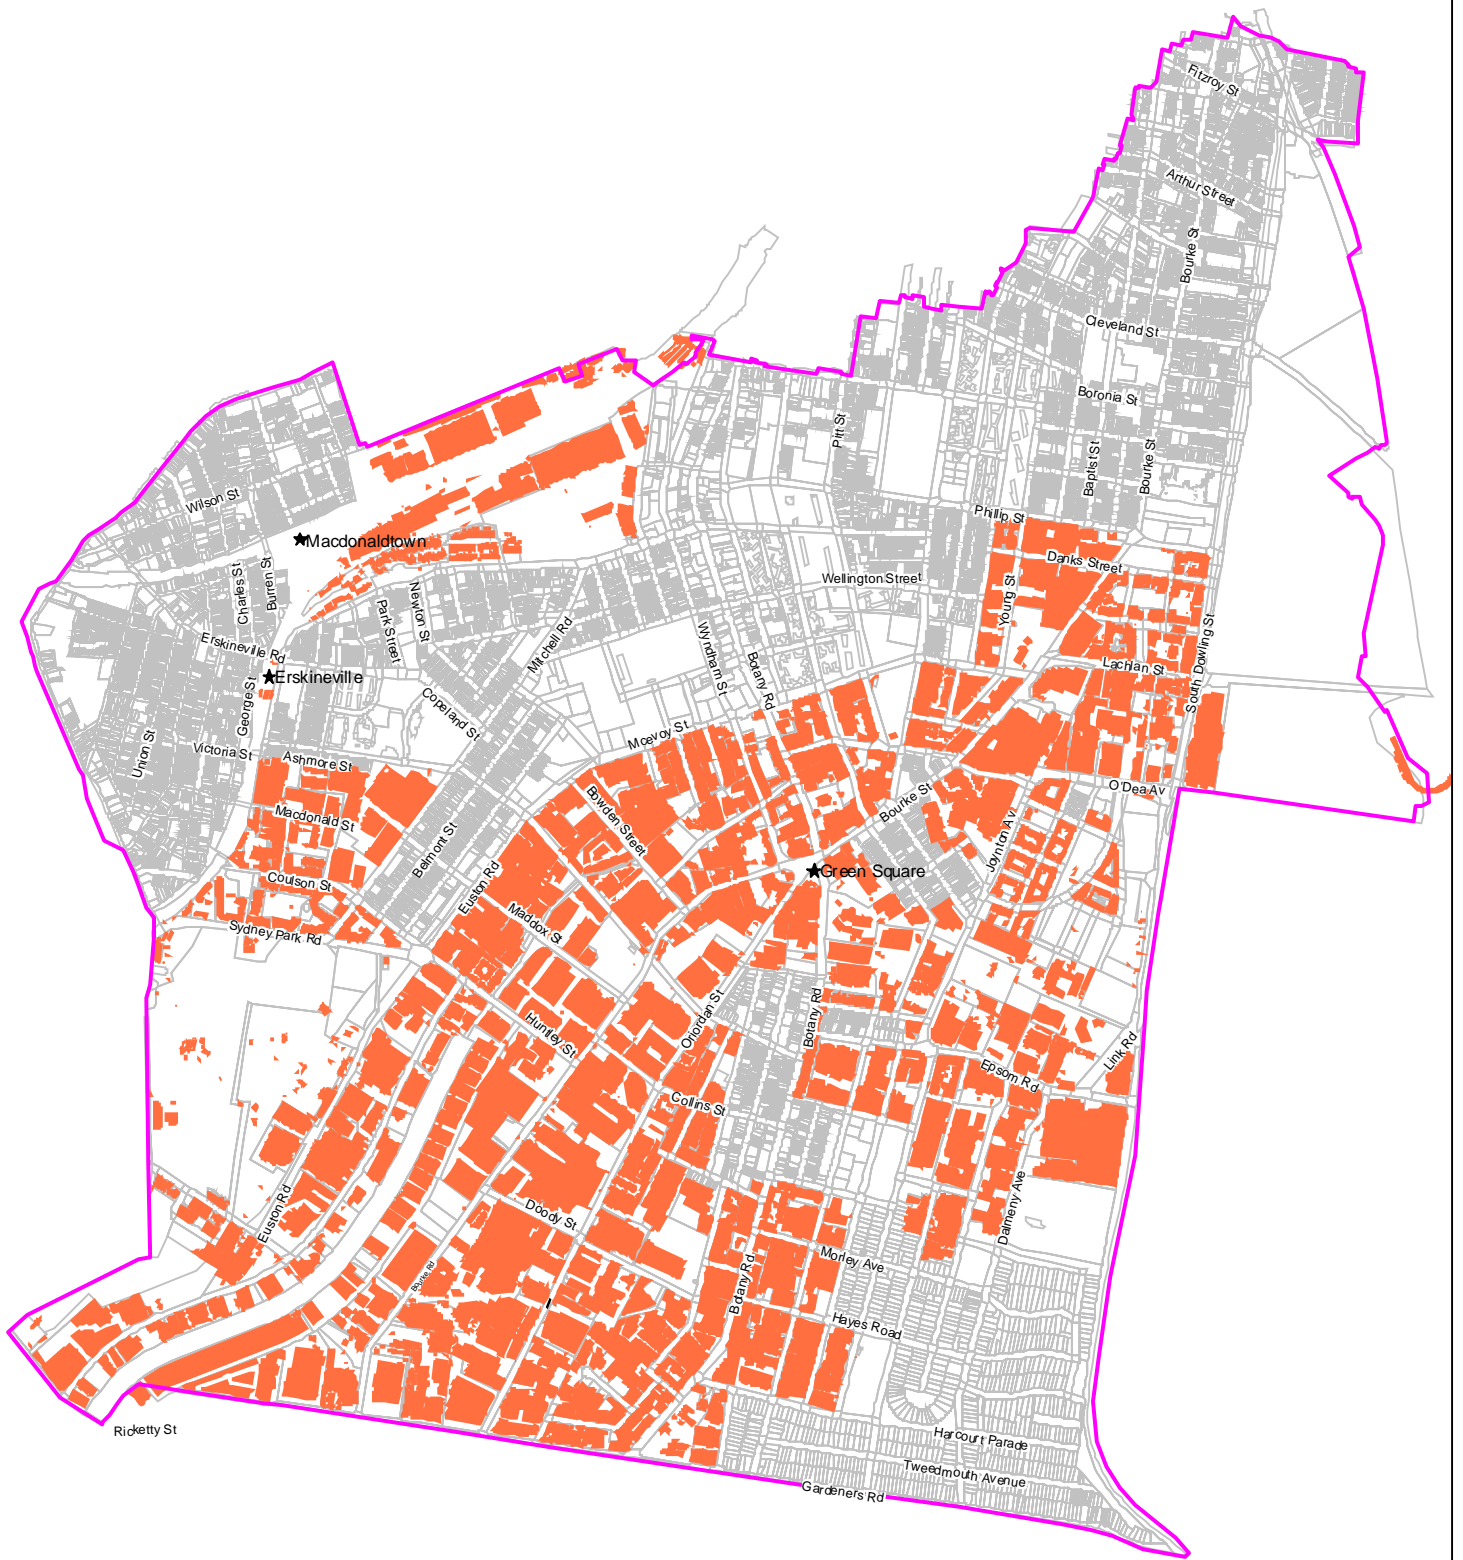 Fitzroy St
Arthur Street
Bourke St
Cleveland St
Boronia St
Pitt St
Baptist St
Bourke St
Wilson St
Phillip St
Macdonaldtown
Danks Street
Charles St
Burren St
Wellington Street
Young St
Newton St
Park Street
Mitchell Rd
Erskineville Rd
Wyndham St
Botany Rd
South Dowling St
Lachlan St
Erskineville
George St
Copeland St
Union St
Victoria St
Ashmore St
Mcevoy St
O'Dea Av
Bowden Street
Bourke St
Macdonald St
Belmont St
Joynton Av
Green Square
Coulson St
Euston Rd
Maddox St
Sydney Park Rd
Botany Rd
Oriordan St
Huntley St
Link Rd
Epsom Rd
Collins St
Euston Rd
Doody St
Dalmeny Ave
Morley Ave
Bourke Rd
Botany Rd
Hayes Road
Ricketty St
Harcourt Parade
Tweedmouth Avenue
Gardeners Rd